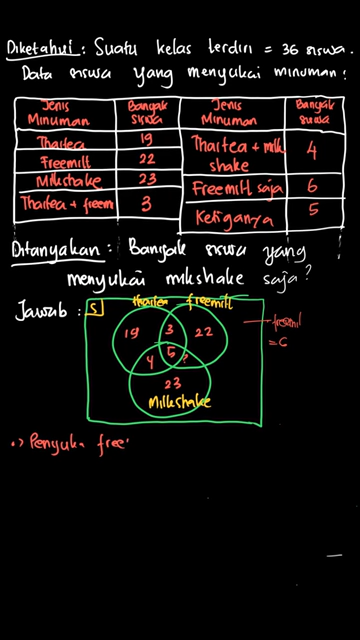 Diketahui : Suatu kelas terdiri = 36 siswa.
Data siswa yang menyukai minuman :
Jenis Minuman Banyak siswa Jenis Minuman Banyak siswa
Thaitea 19 Thaitea + milk shake 4
Freemilt 22
Milkshake 23 Freemilt saja 6
Thaitea + freem 3 Ketiganya 5
Ditanyakan : Banyak siswa yang
menyukai milkshake saja ?
Jawab : S Thaitea freemilt
19 3 22 freemil
4 5 ? = 6
23
Milkshake
•) Penyuka free